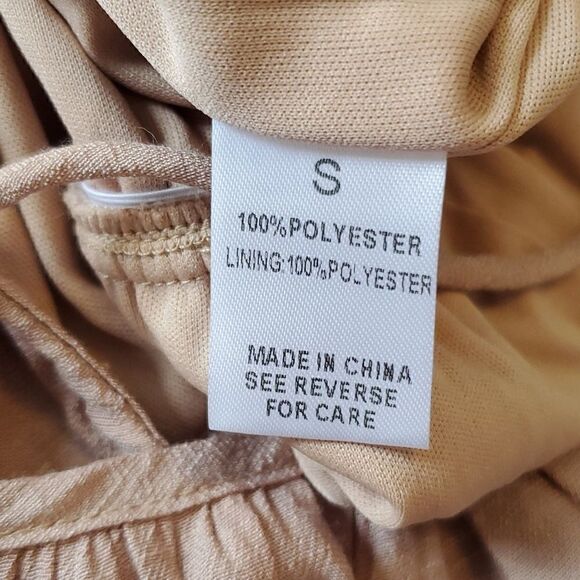 S
100%POLYESTER
LINING:100%POLYESTER
MADE IN CHINA
SEE REVERSE
FOR CARE